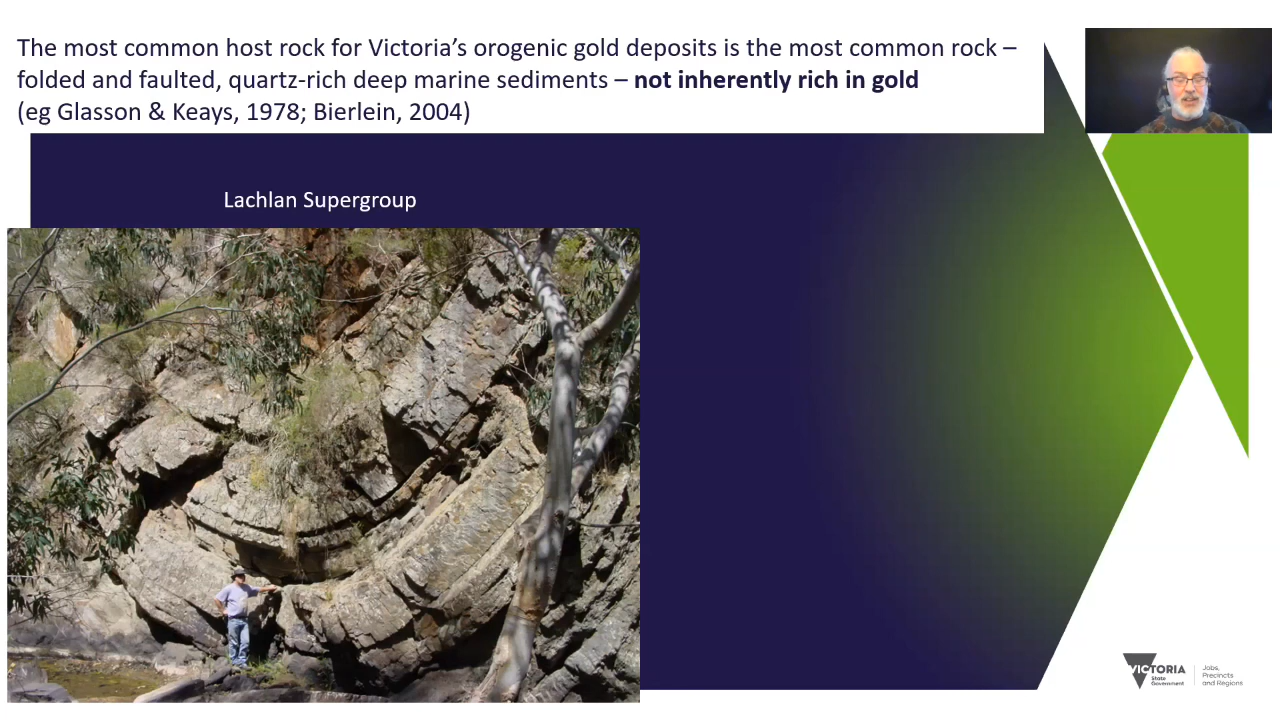 The most common host rock for Victoria’s orogenic gold deposits is the most common rock –
folded and faulted, quartz-rich deep marine sediments – not inherently rich in gold
(eg Glasson & Keays, 1978; Bierlein, 2004)
Lachlan Supergroup
VICTORIA
State
Government
Jobs,
Precincts
and Regions